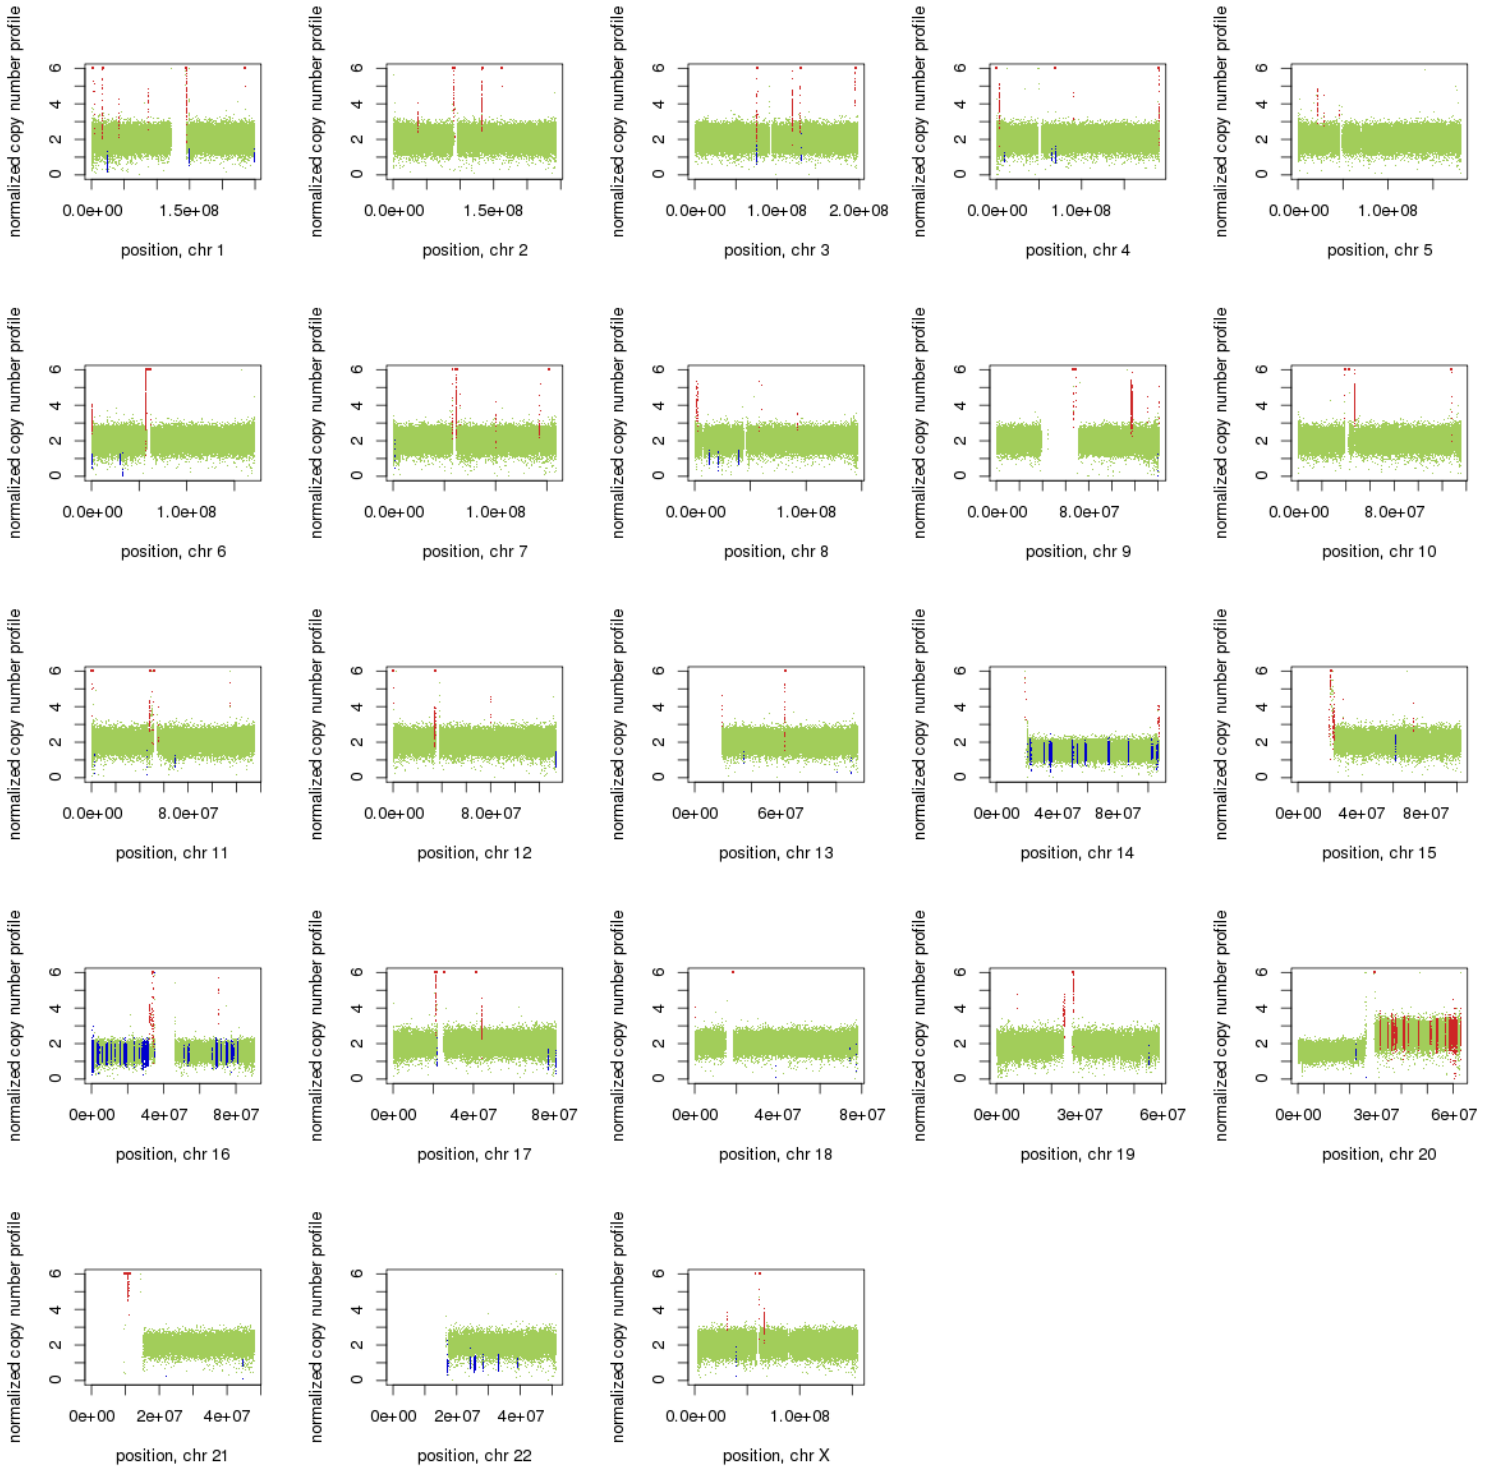 normalized copy number profile
0 2 4 6
0.0e+00 1.5e+08
position, chr 1
normalized copy number profile
0 2 4 6
0.0e+00 1.5e+08
position, chr 2
normalized copy number profile
0 2 4 6
0.0e+00 1.0e+08 2.0e+08
position, chr 3
normalized copy number profile
0 2 4 6
0.0e+00 1.0e+08
position, chr 4
normalized copy number profile
0 2 4 6
0.0e+00 1.0e+08
position, chr 5
normalized copy number profile
0 2 4 6
0.0e+00 1.0e+08
position, chr 6
normalized copy number profile
0 2 4 6
0.0e+00 1.0e+08
position, chr 7
normalized copy number profile
0 2 4 6
0.0e+00 1.0e+08
position, chr 8
normalized copy number profile
0 2 4 6
0.0e+00 8.0e+07
position, chr 9
normalized copy number profile
0 2 4 6
0.0e+00 8.0e+07
position, chr 10
normalized copy number profile
0 2 4 6
0.0e+00 8.0e+07
position, chr 11
normalized copy number profile
0 2 4 6
0.0e+00 8.0e+07
position, chr 12
normalized copy number profile
0 2 4 6
0e+00 6e+07
position, chr 13
normalized copy number profile
0 2 4 6
0e+00 4e+07 8e+07
position, chr 14
normalized copy number profile
0 2 4 6
0e+00 4e+07 8e+07
position, chr 15
normalized copy number profile
0 2 4 6
0e+00 4e+07 8e+07
position, chr 16
normalized copy number profile
0 2 4 6
0e+00 4e+07 8e+07
position, chr 17
normalized copy number profile
0 2 4 6
0e+00 4e+07 8e+07
position, chr 18
normalized copy number profile
0 2 4 6
0e+00 3e+07 6e+07
position, chr 19
normalized copy number profile
0 2 4 6
0e+00 3e+07 6e+07
position, chr 20
normalized copy number profile
0 2 4 6
0e+00 2e+07 4e+07
position, chr 21
normalized copy number profile
0 2 4 6
0e+00 2e+07 4e+07
position, chr 22
normalized copy number profile
0 2 4 6
0.0e+00 1.0e+08
position, chr X